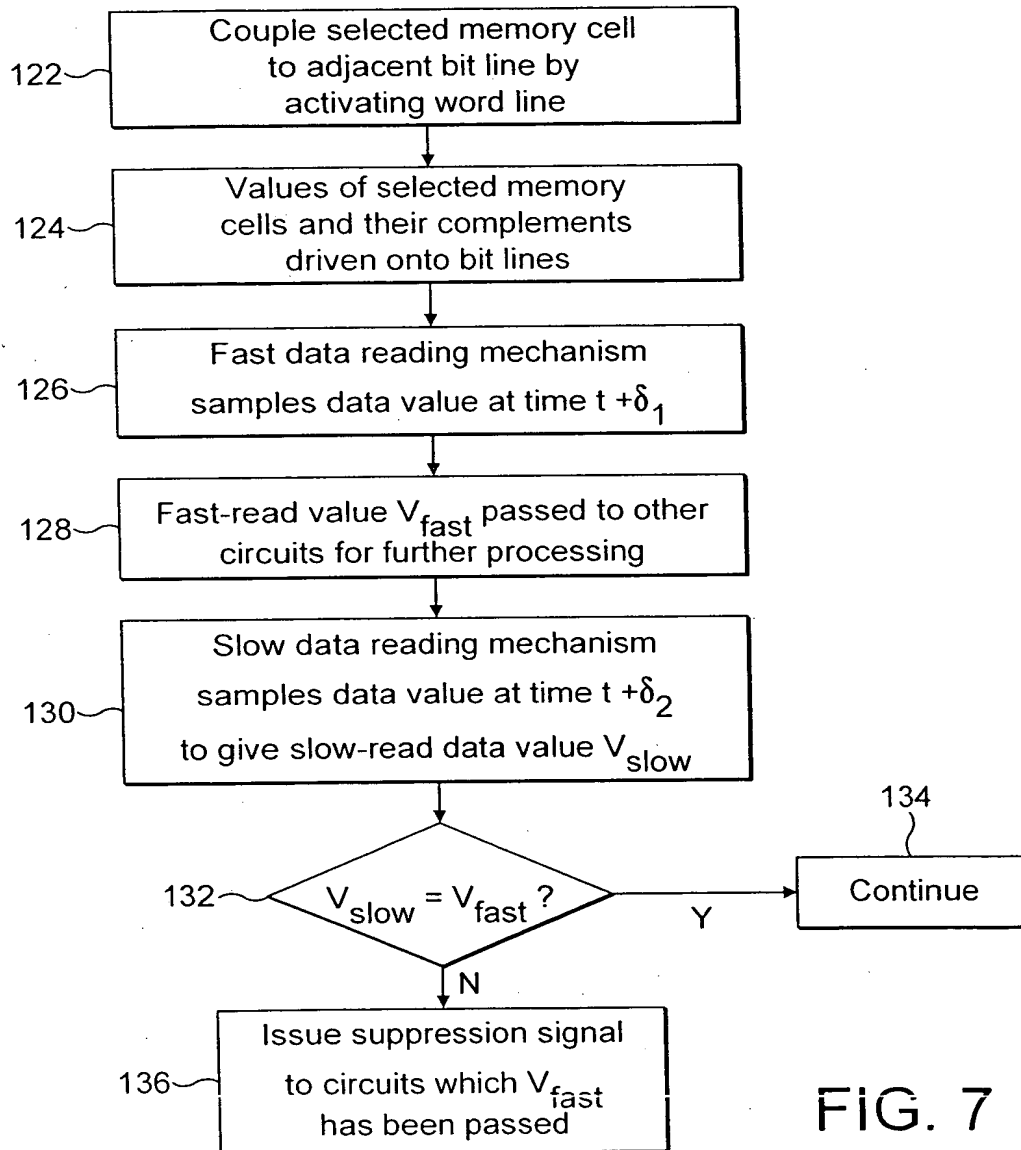 122
Couple selected memory cell
to adjacent bit line by
activating word line
124
Values of selected memory
cells and their complements
driven onto bit lines
126
Fast data reading mechanism
samples data value at time t +δ1
128
Fast-read value Vfast passed to other
circuits for further processing
130
Slow data reading mechanism
samples data value at time t +δ2
to give slow-read data value Vslow
132
Vslow = Vfast ?
Y
134
Continue
N
136
Issue suppression signal
to circuits which Vfast
has been passed
FIG. 7